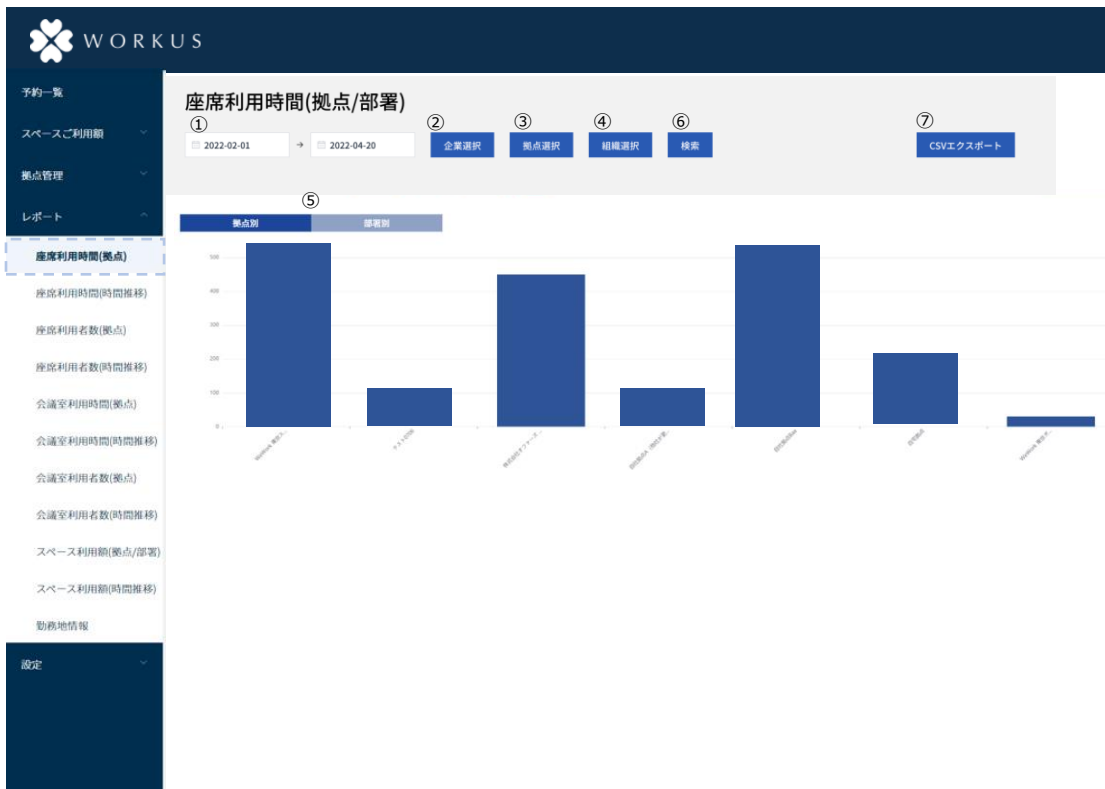 WORKUS
予約一覧
スペースご利用額
拠点管理
レポート
座席利用時間(拠点)
座席利用時間(時間推移)
座席利用者数(拠点)
座席利用者数(時間推移)
会議室利用時間(拠点)
会議室利用時間(時間推移)
会議室利用者数(拠点)
会議室利用者数(時間推移)
スペース利用額(拠点/部署)
スペース利用額(時間推移)
勤務地情報
設定
座席利用時間(拠点/部署)
① ② ③ ④ ⑥ ⑦
2022-02-01 → 2022-04-20 企業選択 拠点選択 組織選択 検索 CSVエクスポート
⑤
拠点別 部署別
500
400
300
200
100
0